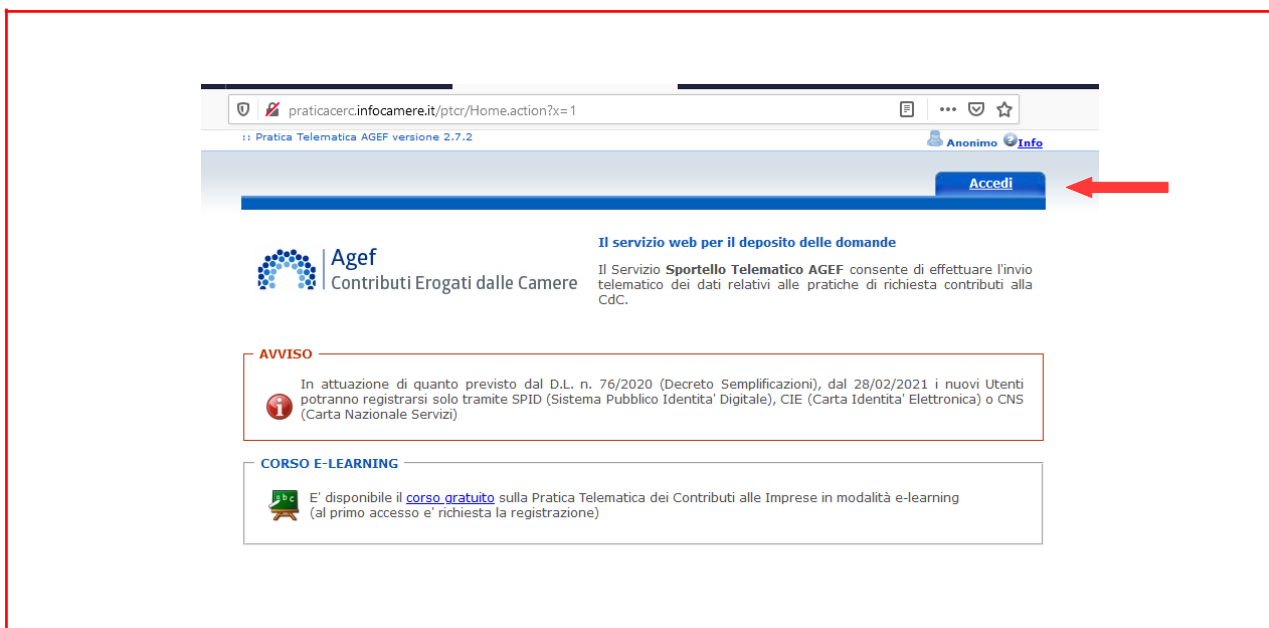 praticacerc.infocamere.it/ptcr/Home.action?x=1
:: Pratica Telematica AGEF versione 2.7.2
Anonimo Info
Accedi
Agef
Contributi Erogati dalle Camere
Il servizio web per il deposito delle domande
Il Servizio Sportello Telematico AGEF consente di effettuare l'invio
telematico dei dati relativi alle pratiche di richiesta contributi alla
CdC.
AVVISO
In attuazione di quanto previsto dal D.L. n. 76/2020 (Decreto Semplificazioni), dal 28/02/2021 i nuovi Utenti
potranno registrarsi solo tramite SPID (Sistema Pubblico Identita' Digitale), CIE (Carta Identita' Elettronica) o CNS
(Carta Nazionale Servizi)
CORSO E-LEARNING
abc
E' disponibile il corso gratuito sulla Pratica Telematica dei Contributi alle Imprese in modalità e-learning
(al primo accesso e' richiesta la registrazione)